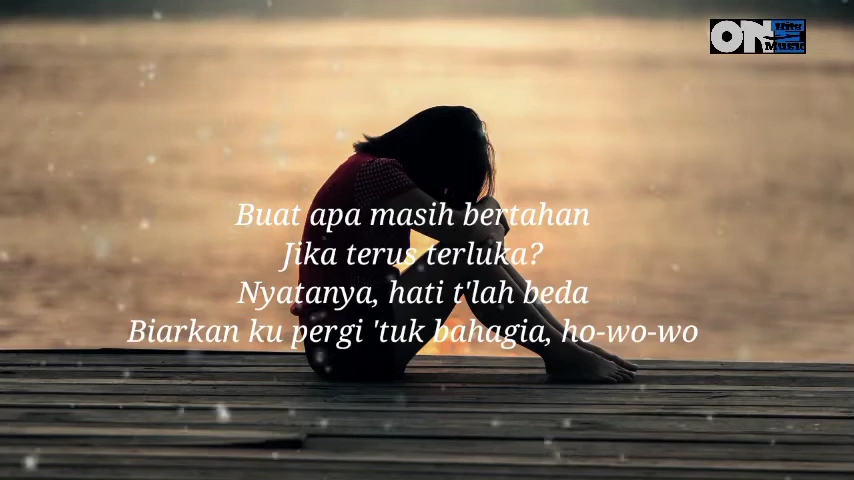 ON Hits
Music
Buat apa masih bertahan
Jika terus terluka?
Nyatanya, hati t'lah beda
Biarkan ku pergi 'tuk bahagia, ho-wo-wo